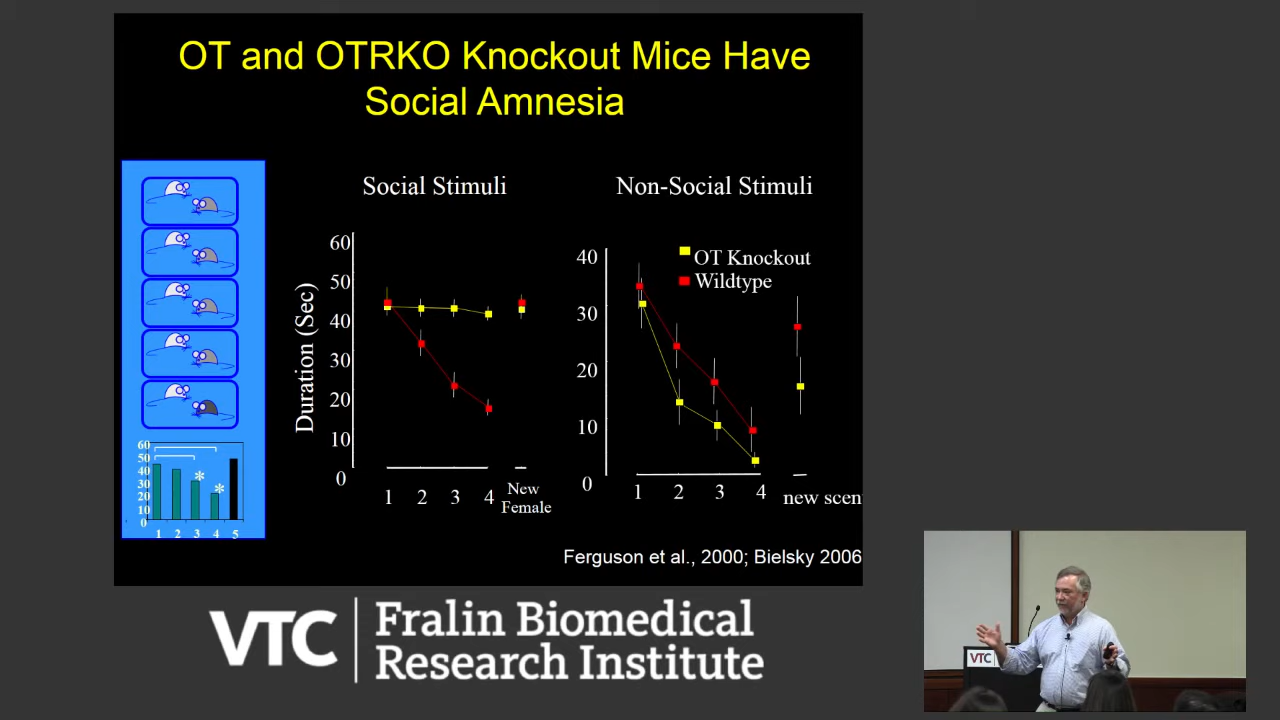 OT and OTRKO Knockout Mice Have
Social Amnesia
Social Stimuli
Duration (Sec)
60
50
40
30
20
10
0
1 2 3 4 New
Female
Non-Social Stimuli
OT Knockout
Wildtype
40
30
20
10
0
1 2 3 4 new scen
60
50
40
30
20
10
0
* *
1 2 3 4 5
Ferguson et al., 2000; Bielsky 2006
VTC
Fralin Biomedical
Research Institute
VTC